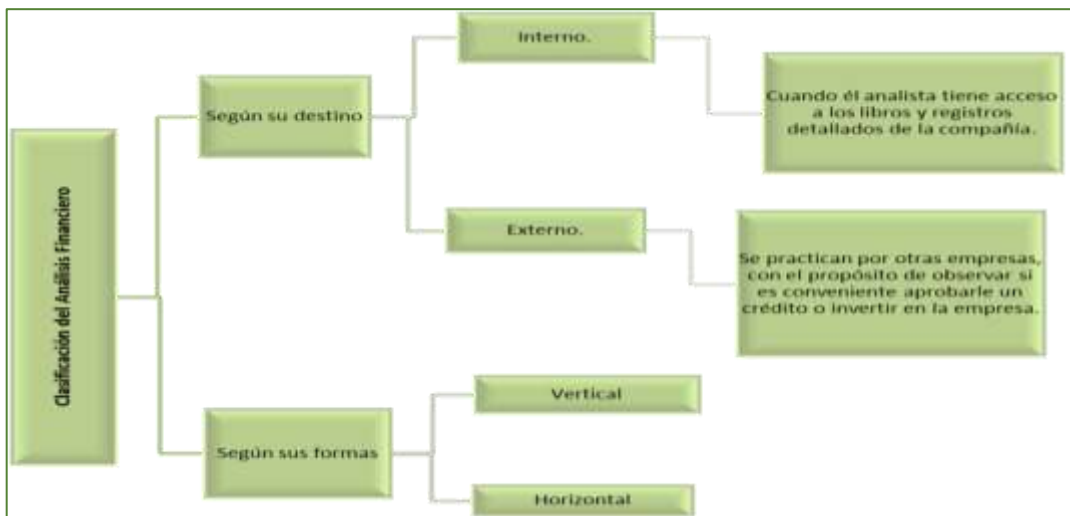 Clasificación del Análisis Financiero
Según su destino
Interno.
Cuando él analista tiene acceso
a los libros y registros
detallados de la compañía.
Externo.
Se practican por otras empresas,
con el propósito de observar si
es conveniente aprobarle un
crédito o invertir en la empresa.
Según sus formas
Vertical
Horizontal